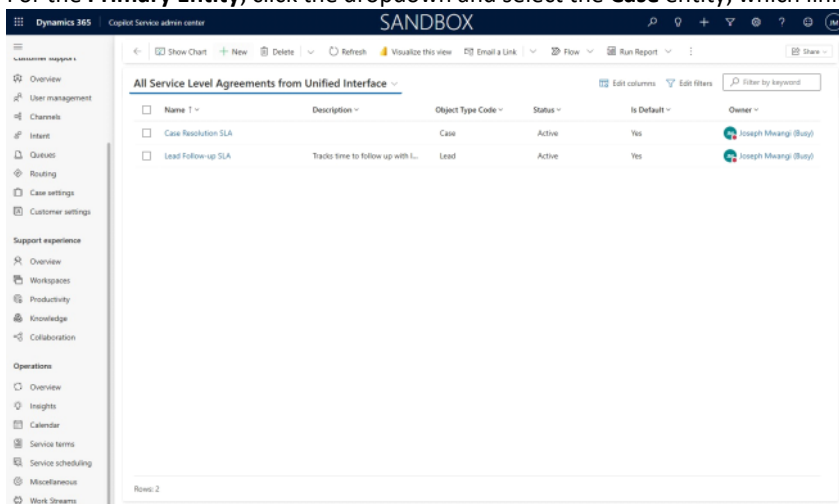 For the Primary Entity, click the dropdown and select the Case entity, which lin
Dynamics 365 Copilot Service admin center SANDBOX JM
Show Chart New Delete Refresh Visualize this view Email a Link Flow Run Report Share
Customer support
Overview
User management
Channels
Intent
Queues
Routing
Case settings
Customer settings
Support experience
Overview
Workspaces
Productivity
Knowledge
Collaboration
Operations
Overview
Insights
Calendar
Service terms
Service scheduling
Miscellaneous
Work Streams
All Service Level Agreements from Unified Interface Edit columns Edit filters Filter by keyword
Name ↑ Description Object Type Code Status Is Default Owner
Case Resolution SLA Case Active Yes Joseph Mwangi (Busy)
Lead Follow-up SLA Tracks time to follow up with l... Lead Active Yes Joseph Mwangi (Busy)
Rows: 2